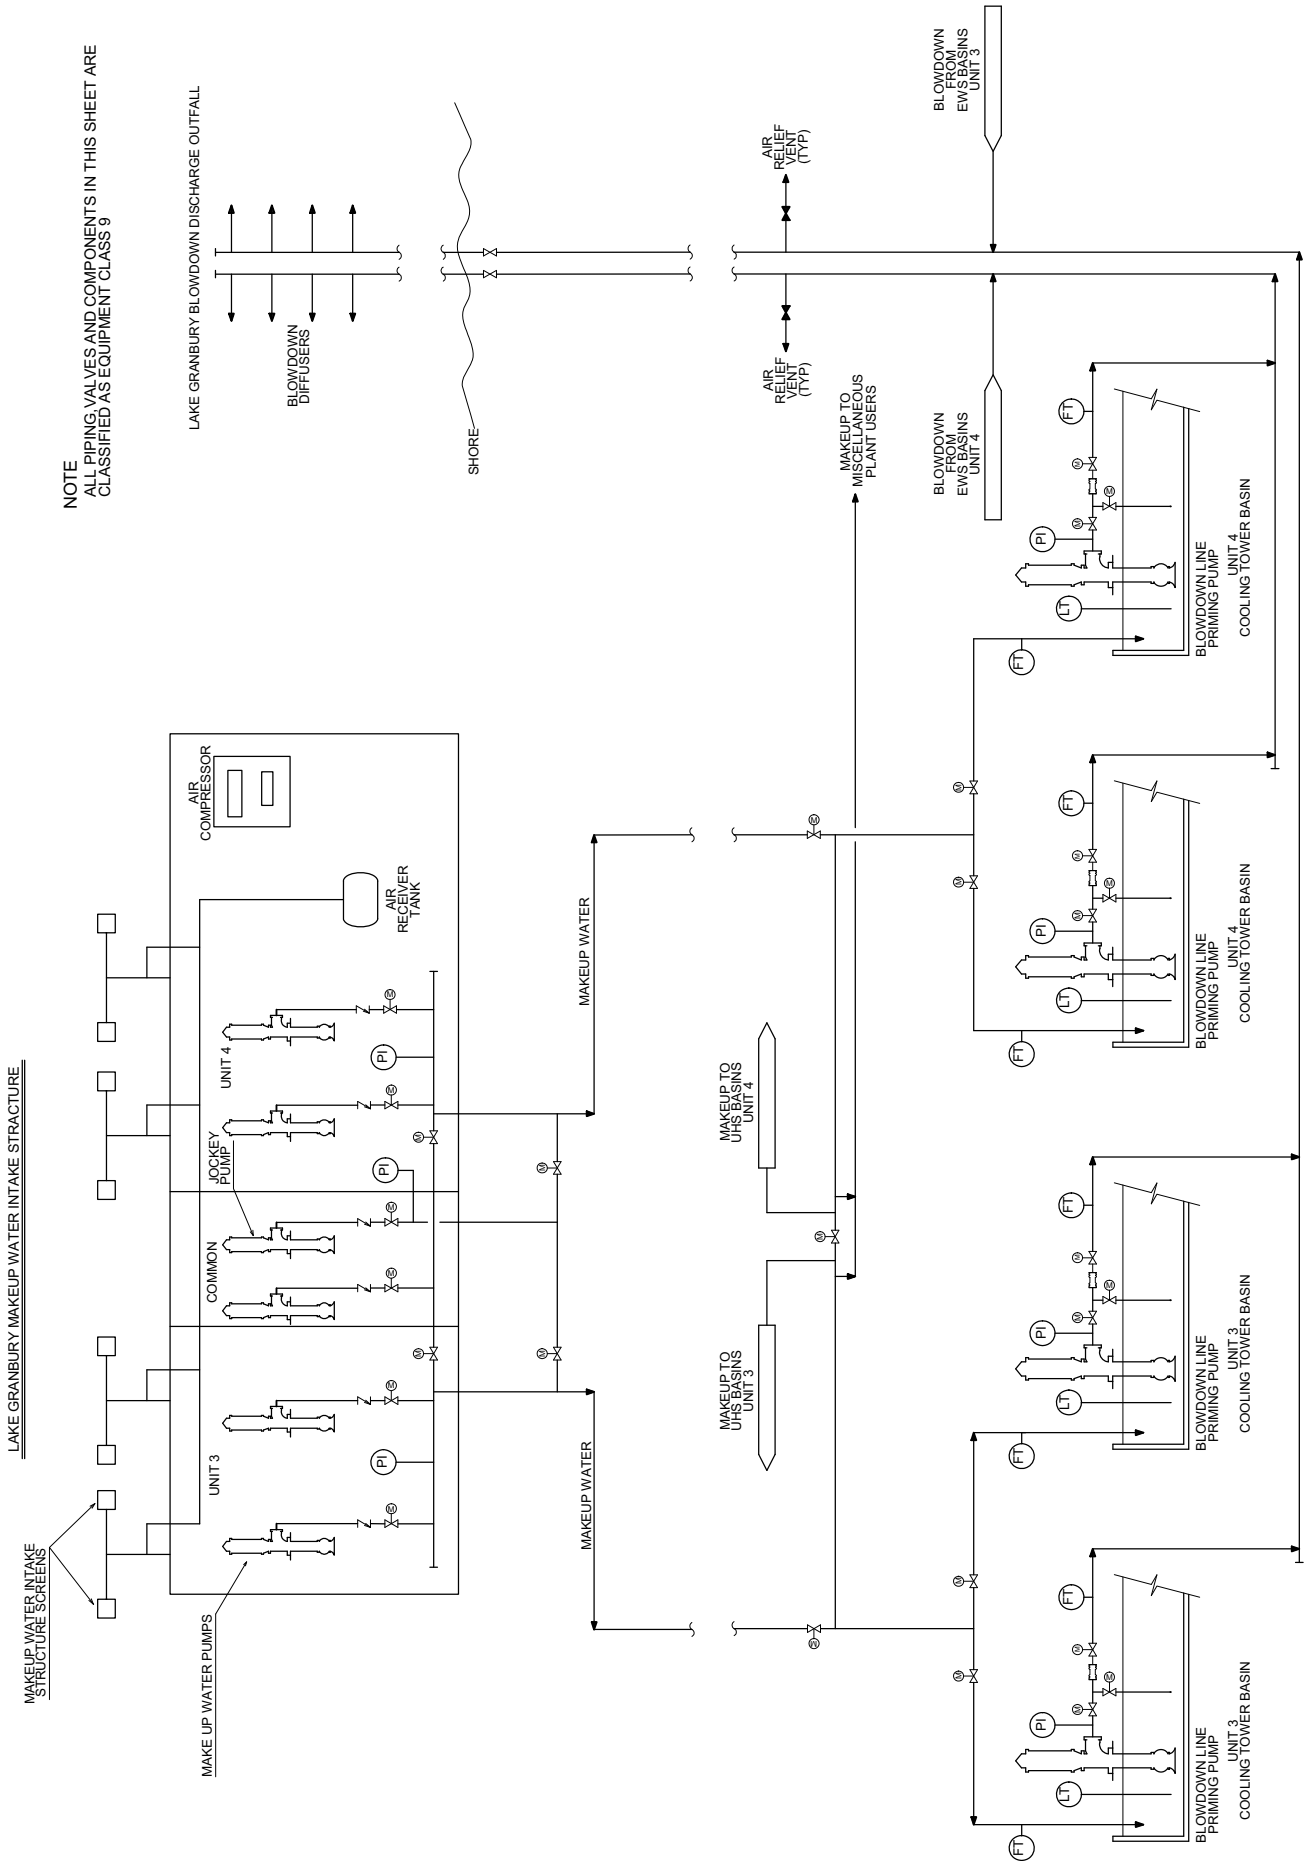 LAKE GRANBURY MAKEUP WATER INTAKE STRACTURE
MAKEUP WATER INTAKE
STRUCTURE SCREENS
MAKE UP WATER PUMPS
UNIT 3
COMMON
JOCKEY
PUMP
UNIT 4
AIR
RECEIVER
TANK
AIR
COMPRESSOR
PI
PI
PI
M
M
M
M
M
M
M
M
M
M
MAKEUP WATER
MAKEUP WATER
NOTE
ALL PIPING,VALVES AND COMPONENTS IN THIS SHEET ARE
CLASSIFIED AS EQUIPMENT CLASS 9
LAKE GRANBURY BLOWDOWN DISCHARGE OUTFALL
BLOWDOWN
DIFFUSERS
SHORE
AIR
RELIEF
VENT
(TYP)
AIR
RELIEF
VENT
(TYP)
M
M
M
MAKEUP TO
UHS BASINS
UNIT 3
MAKEUP TO
UHS BASINS
UNIT 4
MAKEUP TO
MISCELLANEOUS
PLANT USERS
BLOWDOWN
FROM
EWS BASINS
UNIT 4
BLOWDOWN
FROM
EWS BASINS
UNIT 3
M
M
M
M
FT
LT
PI
M
M
M
FT
BLOWDOWN LINE
PRIMING PUMP
UNIT 3
COOLING TOWER BASIN
FT
LT
PI
M
M
M
FT
BLOWDOWN LINE
PRIMING PUMP
UNIT 3
COOLING TOWER BASIN
FT
LT
PI
M
M
M
FT
BLOWDOWN LINE
PRIMING PUMP
UNIT 4
COOLING TOWER BASIN
FT
LT
PI
M
M
M
FT
BLOWDOWN LINE
PRIMING PUMP
UNIT 4
COOLING TOWER BASIN